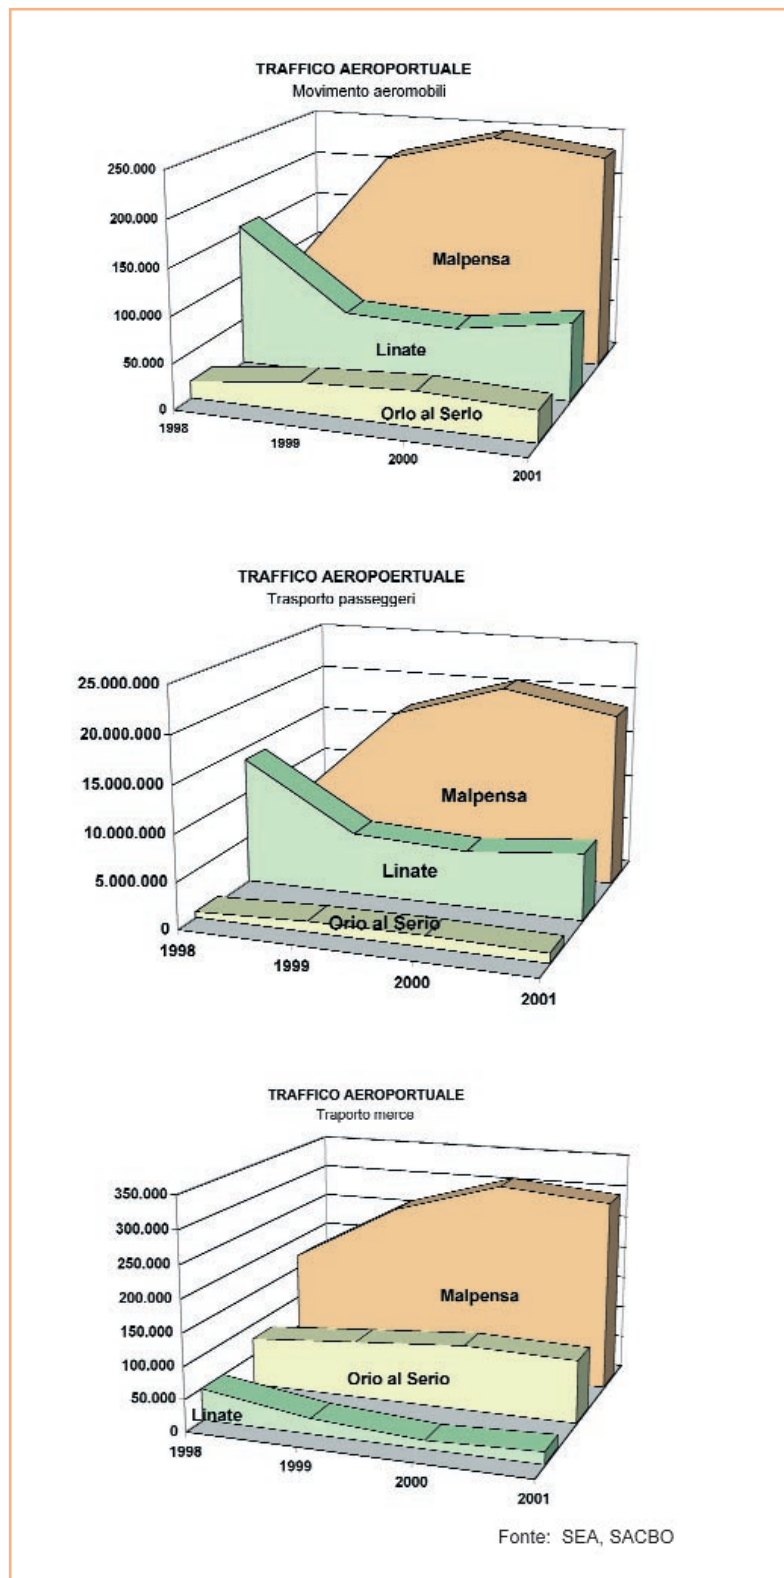 TRAFFICO AEROPORTUALE
Movimento aeromobili
250.000
200.000
150.000
100.000
50.000
0
1998
1999
2000
2001
Malpensa
Linate
Orio al Serio
TRAFFICO AEROPOERTUALE
Trasporto passeggeri
25.000.000
20.000.000
15.000.000
10.000.000
5.000.000
0
1998
1999
2000
2001
Malpensa
Linate
Orio al Serio
TRAFFICO AEROPORTUALE
Traporto merce
350.000
300.000
250.000
200.000
150.000
100.000
50.000
0
1998
1999
2000
2001
Malpensa
Orio al Serio
Linate
Fonte: SEA, SACBO